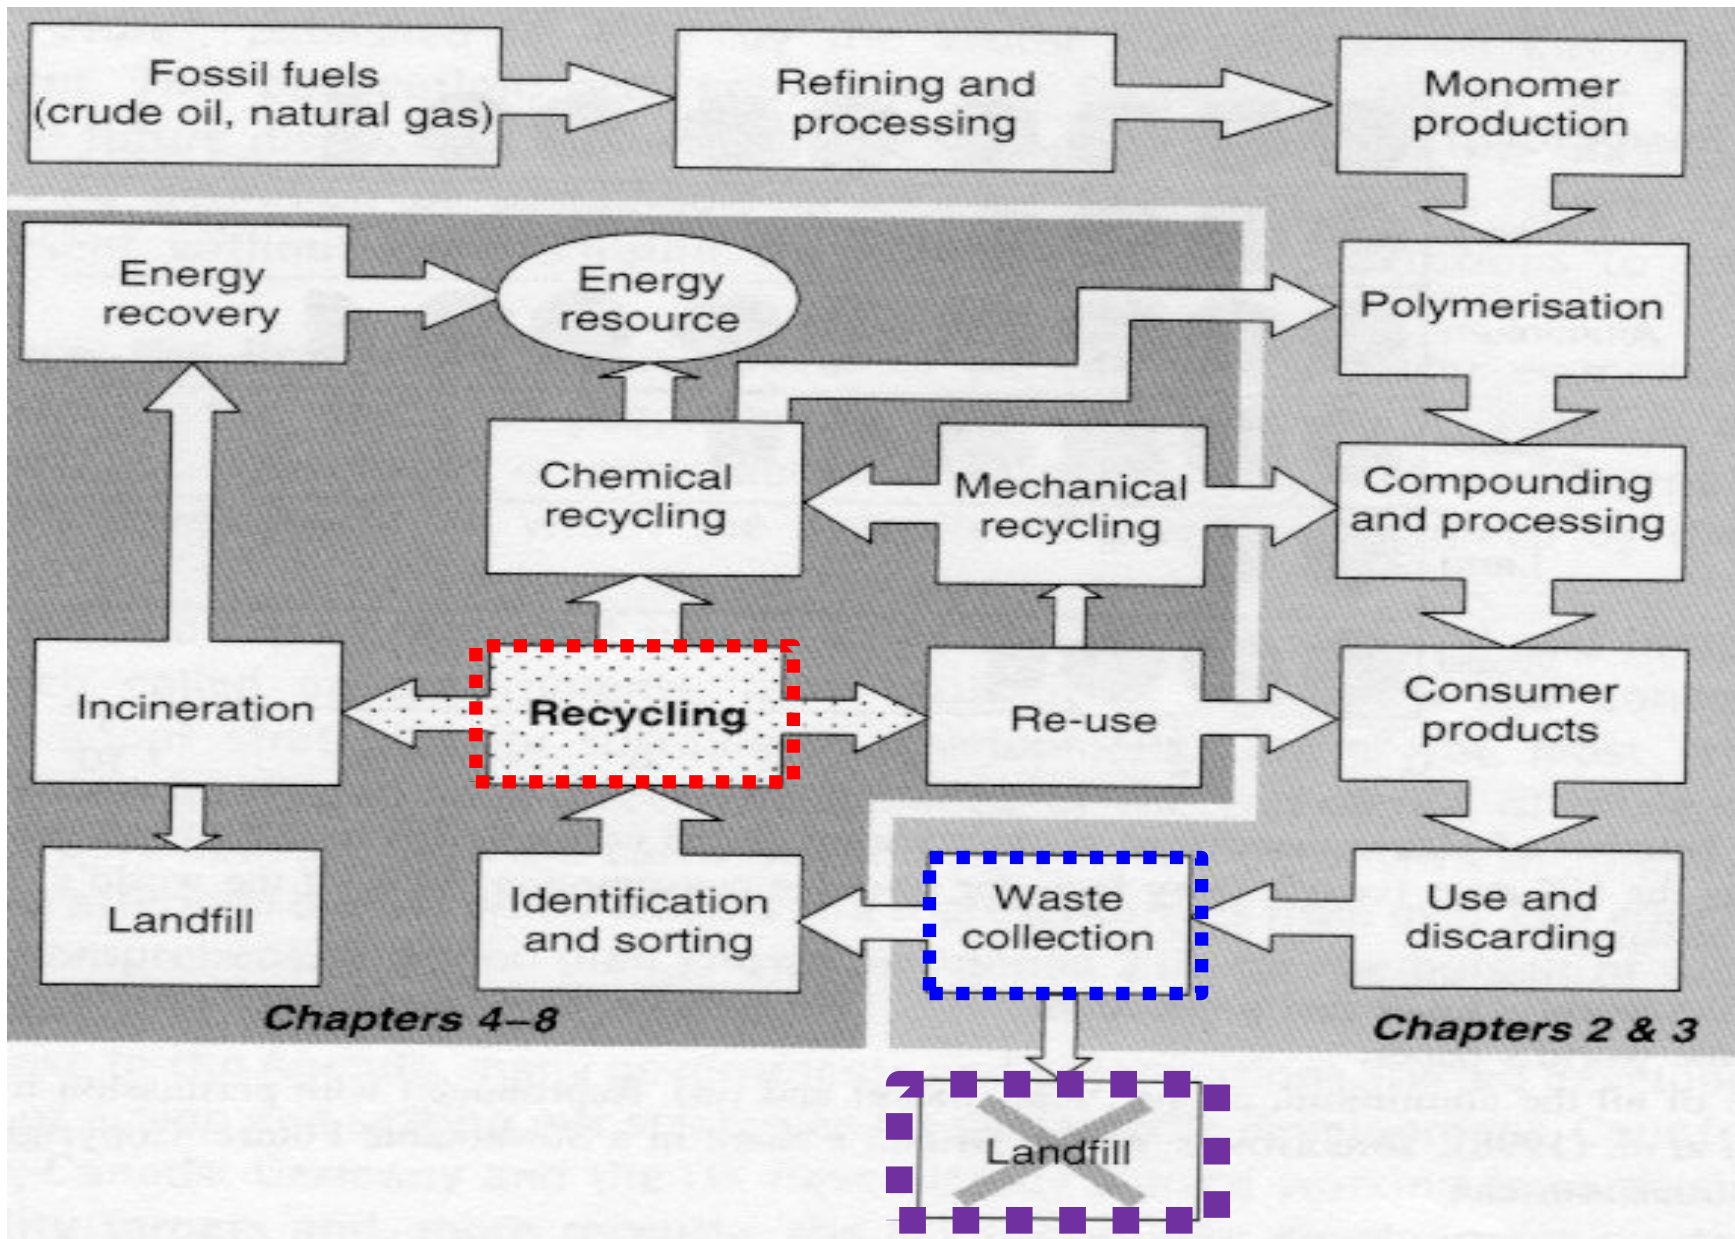 Fossil fuels
(crude oil, natural gas)
Refining and
processing
Monomer
production
Energy
recovery
Energy
resource
Polymerisation
Chemical
recycling
Mechanical
recycling
Compounding
and processing
Incineration
Recycling
Re-use
Consumer
products
Landfill
Identification
and sorting
Waste
collection
Use and
discarding
Chapters 4–8
Chapters 2 & 3
Landfill